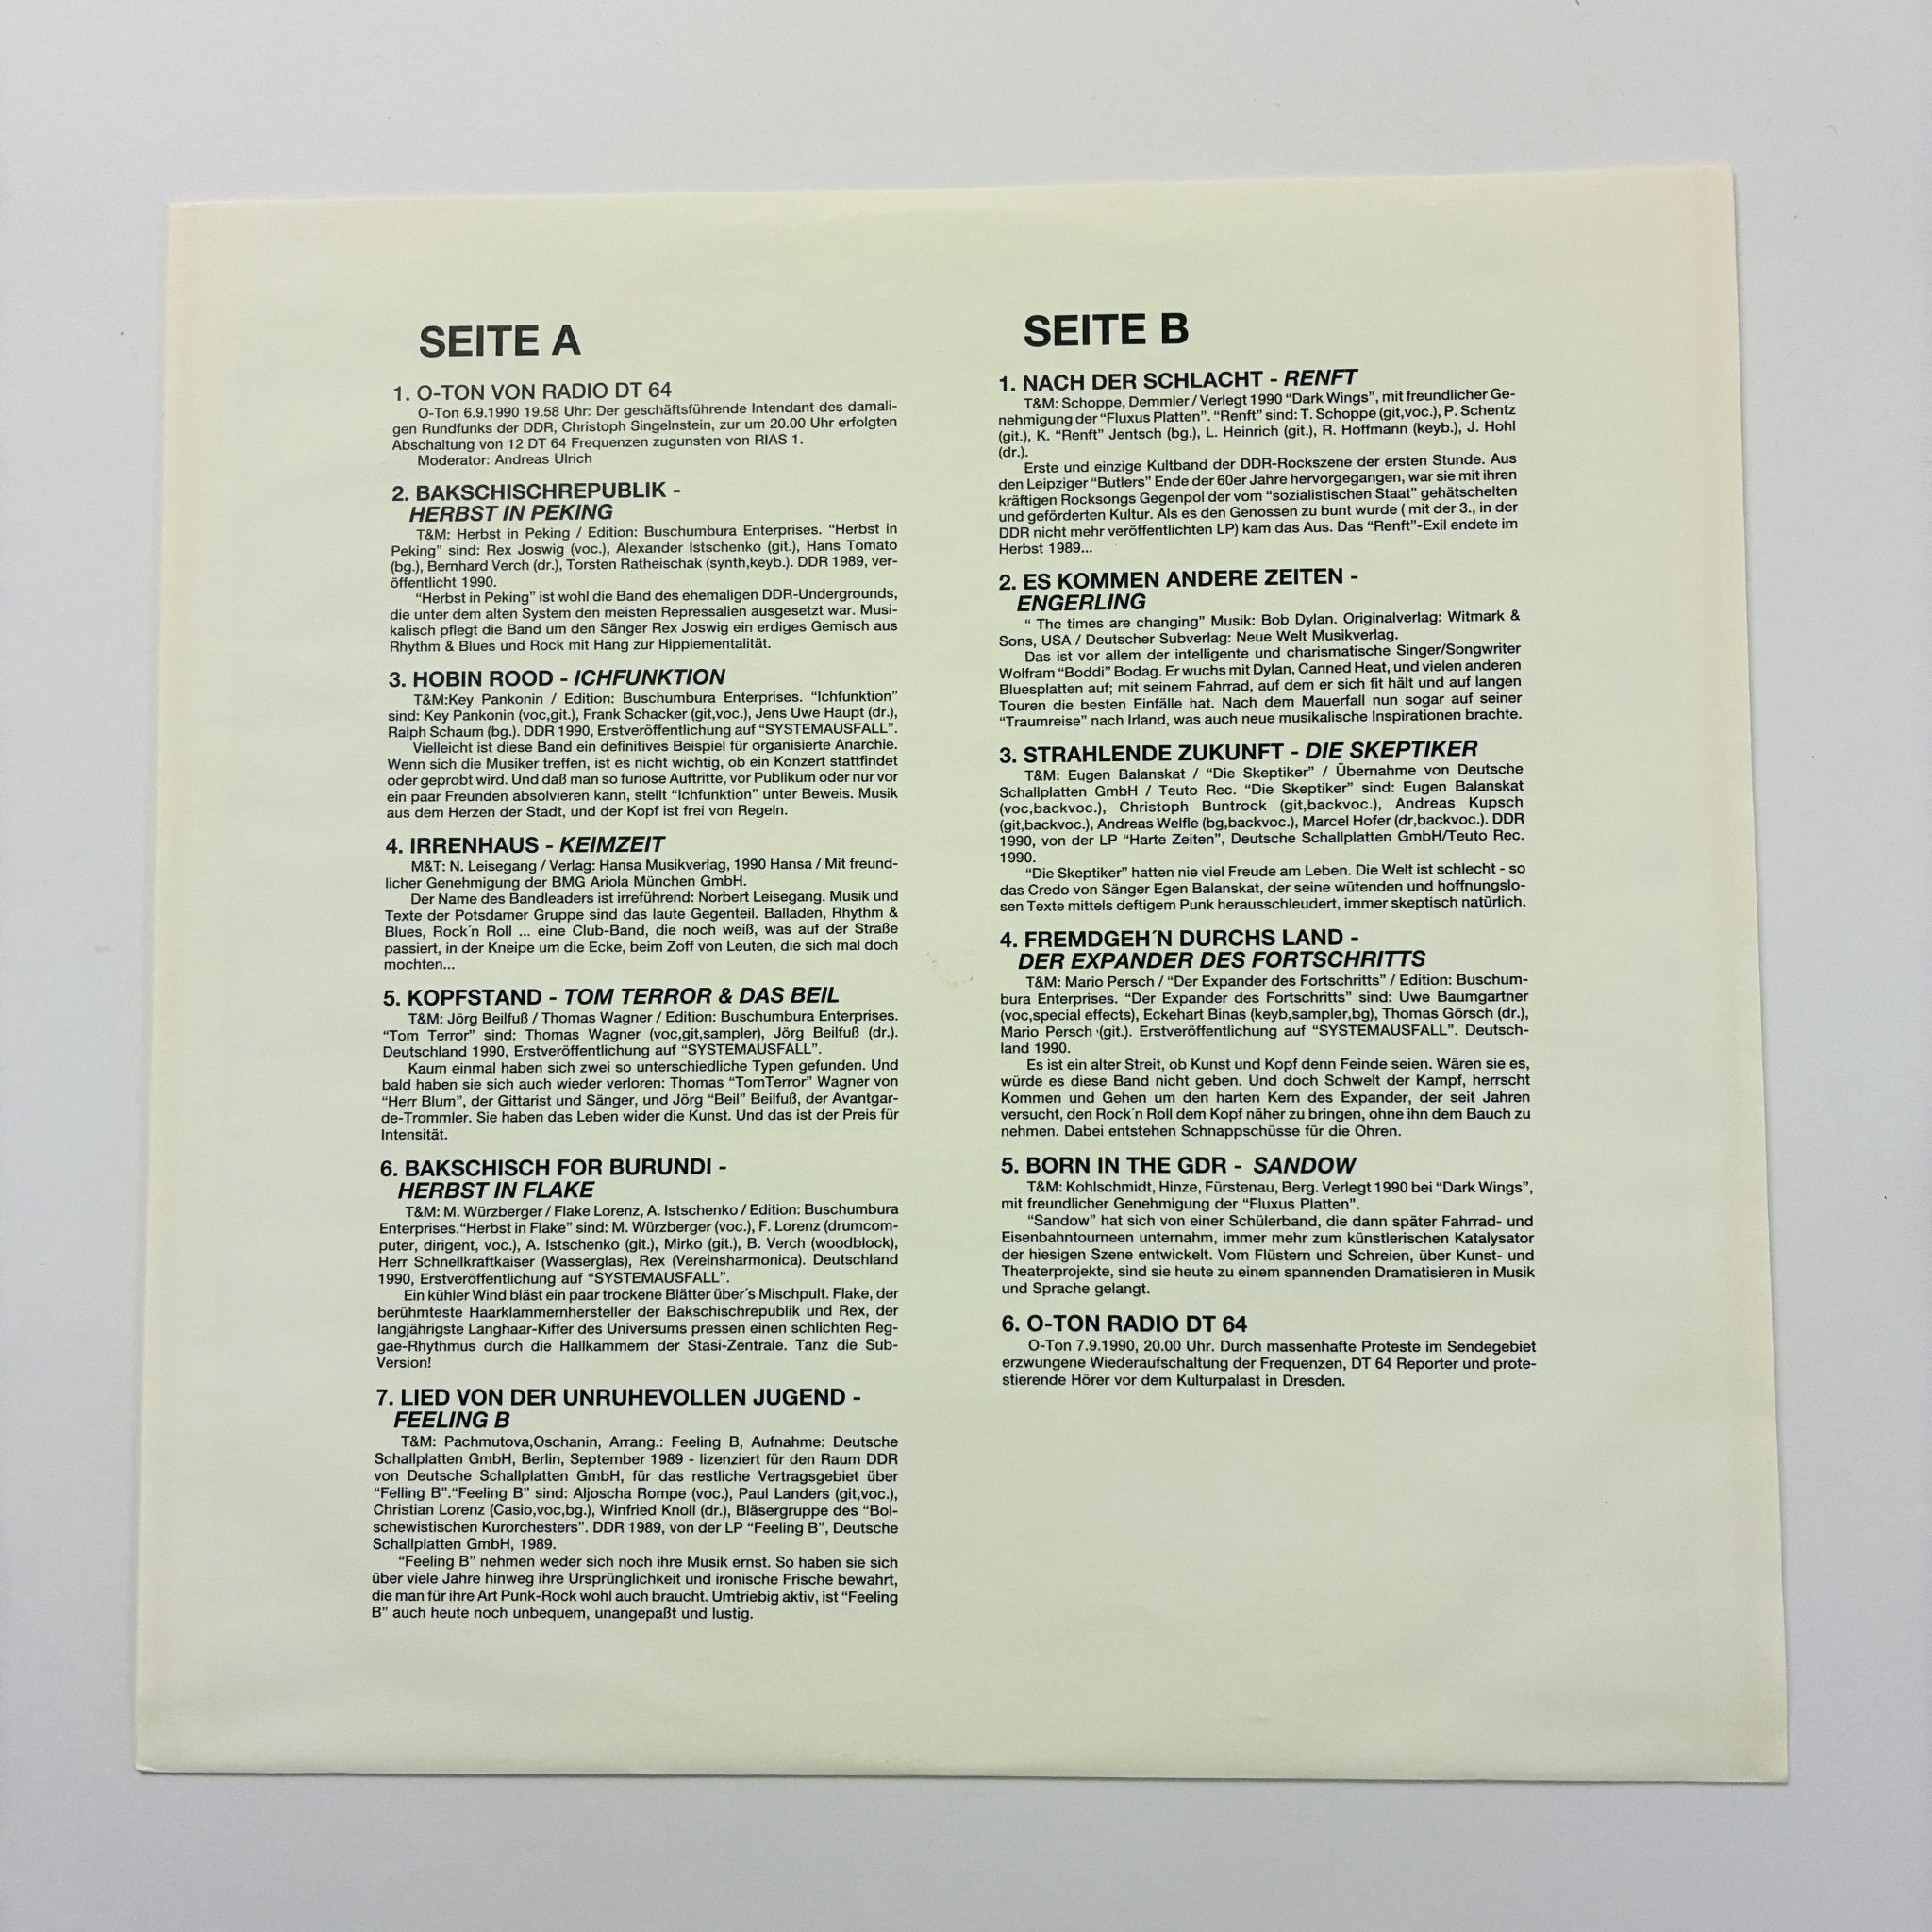 SEITE A
1. O-TON VON RADIO DT 64
O-Ton 6.9.1990 19.58 Uhr: Der geschäftsführende Intendant des damali-
gen Rundfunks der DDR, Christoph Singelnstein, zur um 20.00 Uhr erfolgten
Abschaltung von 12 DT 64 Frequenzen zugunsten von RIAS 1.
Moderator: Andreas Ulrich
2. BAKSCHISCHREPUBLIK -
HERBST IN PEKING
T&M: Herbst in Peking / Edition: Buschumbura Enterprises. “Herbst in
Peking” sind: Rex Joswig (voc.), Alexander Istschenko (git.), Hans Tomato
(bg.), Bernhard Verch (dr.), Torsten Ratheischak (synth,keyb.). DDR 1989, ver-
öffentlicht 1990.
“Herbst in Peking” ist wohl die Band des ehemaligen DDR-Undergrounds,
die unter dem alten System den meisten Repressalien ausgesetzt war. Musi-
kalisch pflegt die Band um den Sänger Rex Joswig ein erdiges Gemisch aus
Rhythm & Blues und Rock mit Hang zur Hippiementalität.
3. HOBIN ROOD - ICHFUNKTION
T&M:Key Pankonin / Edition: Buschumbura Enterprises. “Ichfunktion”
sind: Key Pankonin (voc,git.), Frank Schacker (git,voc.), Jens Uwe Haupt (dr.),
Ralph Schaum (bg.). DDR 1990, Erstveröffentlichung auf “SYSTEMAUSFALL”.
Vielleicht ist diese Band ein definitives Beispiel für organisierte Anarchie.
Wenn sich die Musiker treffen, ist es nicht wichtig, ob ein Konzert stattfindet
oder geprobt wird. Und daß man so furiose Auftritte, vor Publikum oder nur vor
ein paar Freunden absolvieren kann, stellt “Ichfunktion” unter Beweis. Musik
aus dem Herzen der Stadt, und der Kopf ist frei von Regeln.
4. IRRENHAUS - KEIMZEIT
M&T: N. Leisegang / Verlag: Hansa Musikverlag, 1990 Hansa / Mit freund-
licher Genehmigung der BMG Ariola München GmbH.
Der Name des Bandleaders ist irreführend: Norbert Leisegang. Musik und
Texte der Potsdamer Gruppe sind das laute Gegenteil. Balladen, Rhythm &
Blues, Rock´n Roll ... eine Club-Band, die noch weiß, was auf der Straße
passiert, in der Kneipe um die Ecke, beim Zoff von Leuten, die sich mal doch
mochten...
5. KOPFSTAND - TOM TERROR & DAS BEIL
T&M: Jörg Beilfuß / Thomas Wagner / Edition: Buschumbura Enterprises.
“Tom Terror” sind: Thomas Wagner (voc,git,sampler), Jörg Beilfuß (dr.).
Deutschland 1990, Erstveröffentlichung auf “SYSTEMAUSFALL”.
Kaum einmal haben sich zwei so unterschiedliche Typen gefunden. Und
bald haben sie sich auch wieder verloren: Thomas “TomTerror” Wagner von
“Herr Blum”, der Gittarist und Sänger, und Jörg “Beil” Beilfuß, der Avantgar-
de-Trommler. Sie haben das Leben wider die Kunst. Und das ist der Preis für
Intensität.
6. BAKSCHISCH FOR BURUNDI -
HERBST IN FLAKE
T&M: M. Würzberger / Flake Lorenz, A. Istschenko / Edition: Buschumbura
Enterprises.“Herbst in Flake” sind: M. Würzberger (voc.), F. Lorenz (drumcom-
puter, dirigent, voc.), A. Istschenko (git.), Mirko (git.), B. Verch (woodblock),
Herr Schnellkraftkaiser (Wasserglas), Rex (Vereinsharmonica). Deutschland
1990, Erstveröffentlichung auf “SYSTEMAUSFALL”.
Ein kühler Wind bläst ein paar trockene Blätter über´s Mischpult. Flake, der
berühmteste Haarklammernhersteller der Bakschischrepublik und Rex, der
langjährigste Langhaar-Kiffer des Universums pressen einen schlichten Reg-
gae-Rhythmus durch die Hallkammern der Stasi-Zentrale. Tanz die Sub-
Version!
7. LIED VON DER UNRUHEVOLLEN JUGEND -
FEELING B
T&M: Pachmutova,Oschanin, Arrang.: Feeling B, Aufnahme: Deutsche
Schallplatten GmbH, Berlin, September 1989 - lizenziert für den Raum DDR
von Deutsche Schallplatten GmbH, für das restliche Vertragsgebiet über
“Felling B”.“Feeling B” sind: Aljoscha Rompe (voc.), Paul Landers (git,voc.),
Christian Lorenz (Casio,voc,bg.), Winfried Knoll (dr.), Bläsergruppe des “Bol-
schewistischen Kurorchesters”. DDR 1989, von der LP “Feeling B”, Deutsche
Schallplatten GmbH, 1989.
“Feeling B” nehmen weder sich noch ihre Musik ernst. So haben sie sich
über viele Jahre hinweg ihre Ursprünglichkeit und ironische Frische bewahrt,
die man für ihre Art Punk-Rock wohl auch braucht. Umtriebig aktiv, ist “Feeling
B” auch heute noch unbequem, unangepaßt und lustig.
SEITE B
1. NACH DER SCHLACHT - RENFT
T&M: Schoppe, Demmler / Verlegt 1990 “Dark Wings”, mit freundlicher Ge-
nehmigung der “Fluxus Platten”. “Renft” sind: T. Schoppe (git,voc.), P. Schentz
(git.), K. “Renft” Jentsch (bg.), L. Heinrich (git.), R. Hoffmann (keyb.), J. Hohl
(dr.).
Erste und einzige Kultband der DDR-Rockszene der ersten Stunde. Aus
den Leipziger “Butlers” Ende der 60er Jahre hervorgegangen, war sie mit ihren
kräftigen Rocksongs Gegenpol der vom “sozialistischen Staat” gehätschelten
und geförderten Kultur. Als es den Genossen zu bunt wurde ( mit der 3., in der
DDR nicht mehr veröffentlichten LP) kam das Aus. Das “Renft”-Exil endete im
Herbst 1989...
2. ES KOMMEN ANDERE ZEITEN -
ENGERLING
“ The times are changing” Musik: Bob Dylan. Originalverlag: Witmark &
Sons, USA / Deutscher Subverlag: Neue Welt Musikverlag.
Das ist vor allem der intelligente und charismatische Singer/Songwriter
Wolfram “Boddi” Bodag. Er wuchs mit Dylan, Canned Heat, und vielen anderen
Bluesplatten auf; mit seinem Fahrrad, auf dem er sich fit hält und auf langen
Touren die besten Einfälle hat. Nach dem Mauerfall nun sogar auf seiner
“Traumreise” nach Irland, was auch neue musikalische Inspirationen brachte.
3. STRAHLENDE ZUKUNFT - DIE SKEPTIKER
T&M: Eugen Balanskat / “Die Skeptiker” / Übernahme von Deutsche
Schallplatten GmbH / Teuto Rec. “Die Skeptiker” sind: Eugen Balanskat
(voc,backvoc.), Christoph Buntrock (git,backvoc.), Andreas Kupsch
(git,backvoc.), Andreas Welfle (bg,backvoc.), Marcel Hofer (dr,backvoc.). DDR
1990, von der LP “Harte Zeiten”, Deutsche Schallplatten GmbH/Teuto Rec.
1990.
“Die Skeptiker” hatten nie viel Freude am Leben. Die Welt ist schlecht - so
das Credo von Sänger Egen Balanskat, der seine wütenden und hoffnungslo-
sen Texte mittels deftigem Punk herausschleudert, immer skeptisch natürlich.
4. FREMDGEH´N DURCHS LAND -
DER EXPANDER DES FORTSCHRITTS
T&M: Mario Persch / “Der Expander des Fortschritts” / Edition: Buschum-
bura Enterprises. “Der Expander des Fortschritts” sind: Uwe Baumgartner
(voc,special effects), Eckehart Binas (keyb,sampler,bg), Thomas Görsch (dr.),
Mario Persch (git.). Erstveröffentlichung auf “SYSTEMAUSFALL”. Deutsch-
land 1990.
Es ist ein alter Streit, ob Kunst und Kopf denn Feinde seien. Wären sie es,
würde es diese Band nicht geben. Und doch Schwelt der Kampf, herrscht
Kommen und Gehen um den harten Kern des Expander, der seit Jahren
versucht, den Rock´n Roll dem Kopf näher zu bringen, ohne ihn dem Bauch zu
nehmen. Dabei entstehen Schnappschüsse für die Ohren.
5. BORN IN THE GDR - SANDOW
T&M: Kohlschmidt, Hinze, Fürstenau, Berg. Verlegt 1990 bei “Dark Wings”,
mit freundlicher Genehmigung der “Fluxus Platten”.
“Sandow” hat sich von einer Schülerband, die dann später Fahrrad- und
Eisenbahntourneen unternahm, immer mehr zum künstlerischen Katalysator
der hiesigen Szene entwickelt. Vom Flüstern und Schreien, über Kunst- und
Theaterprojekte, sind sie heute zu einem spannenden Dramatisieren in Musik
und Sprache gelangt.
6. O-TON RADIO DT 64
O-Ton 7.9.1990, 20.00 Uhr. Durch massenhafte Proteste im Sendegebiet
erzwungene Wiederaufschaltung der Frequenzen, DT 64 Reporter und prote-
stierende Hörer vor dem Kulturpalast in Dresden.